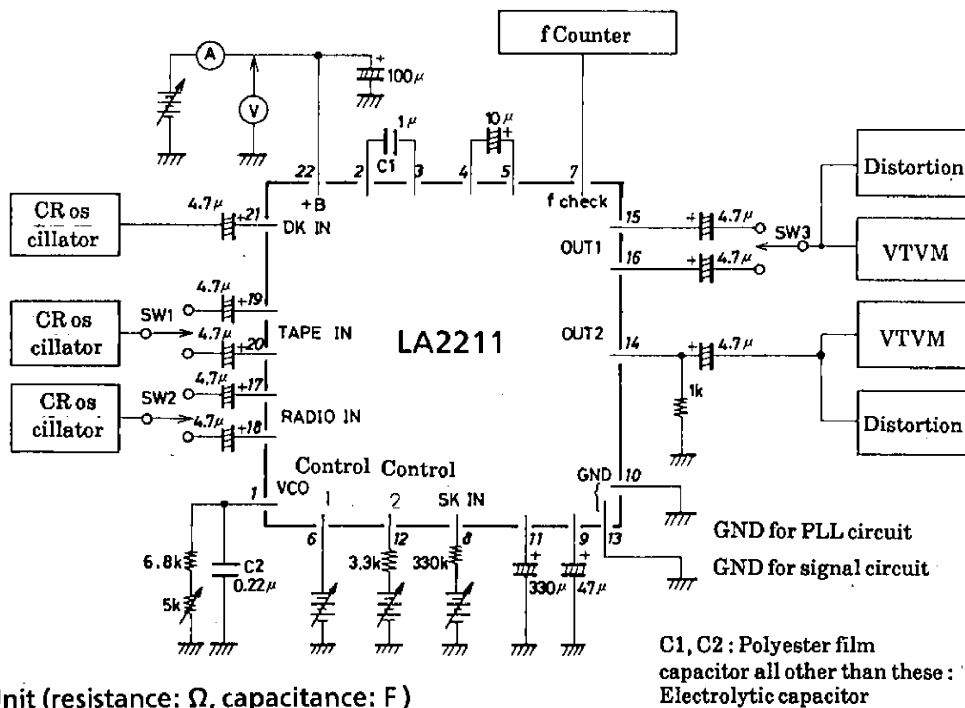 f Counter
A
V
+
100μ
1μ
C1
10μ
+
22
2
3
4
5
7
+B
f check
CR os
cillator
4.7μ
+21
DK IN
15
+
4.7μ
SW3
Distortion
OUT1
16
+
4.7μ
VTVM
CR os
cillator
SW1
4.7μ
+19
4.7μ
+20
TAPE IN
LA2211
OUT2
14
+
4.7μ
VTVM
1k
Distortion
CR os
cillator
SW2
4.7μ
+17
4.7μ
+18
RADIO IN
1
VCO
Control Control
1
2
SK IN
GND
10
6
12
8
11
9
13
GND for PLL circuit
GND for signal circuit
6.8k
5k
C2
0.22μ
3.3k
330k
+
330μ
+
47μ
C1, C2 : Polyester film
capacitor all other than these :
Electrolytic capacitor
Unit (resistance: Ω, capacitance: F)